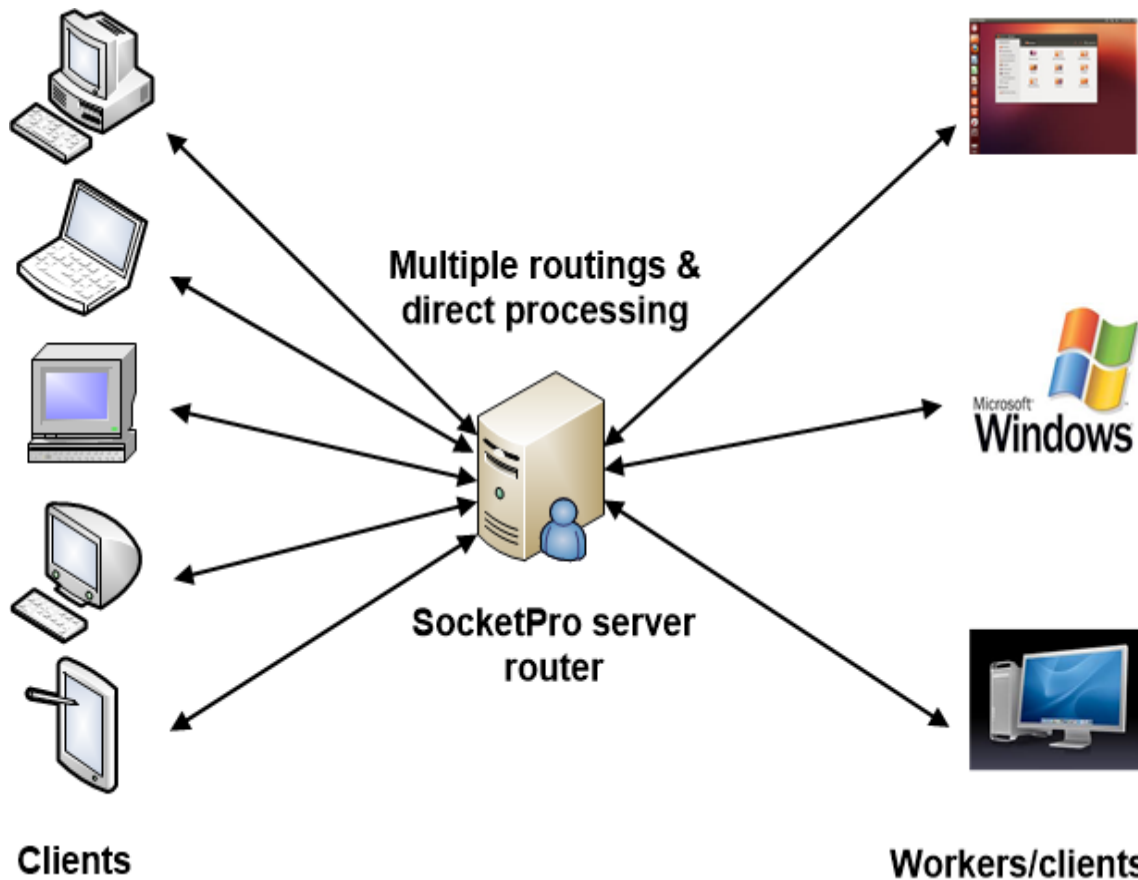 Multiple routings &
direct processing
Microsoft
Windows
SocketPro server
router
Clients
Workers/clients